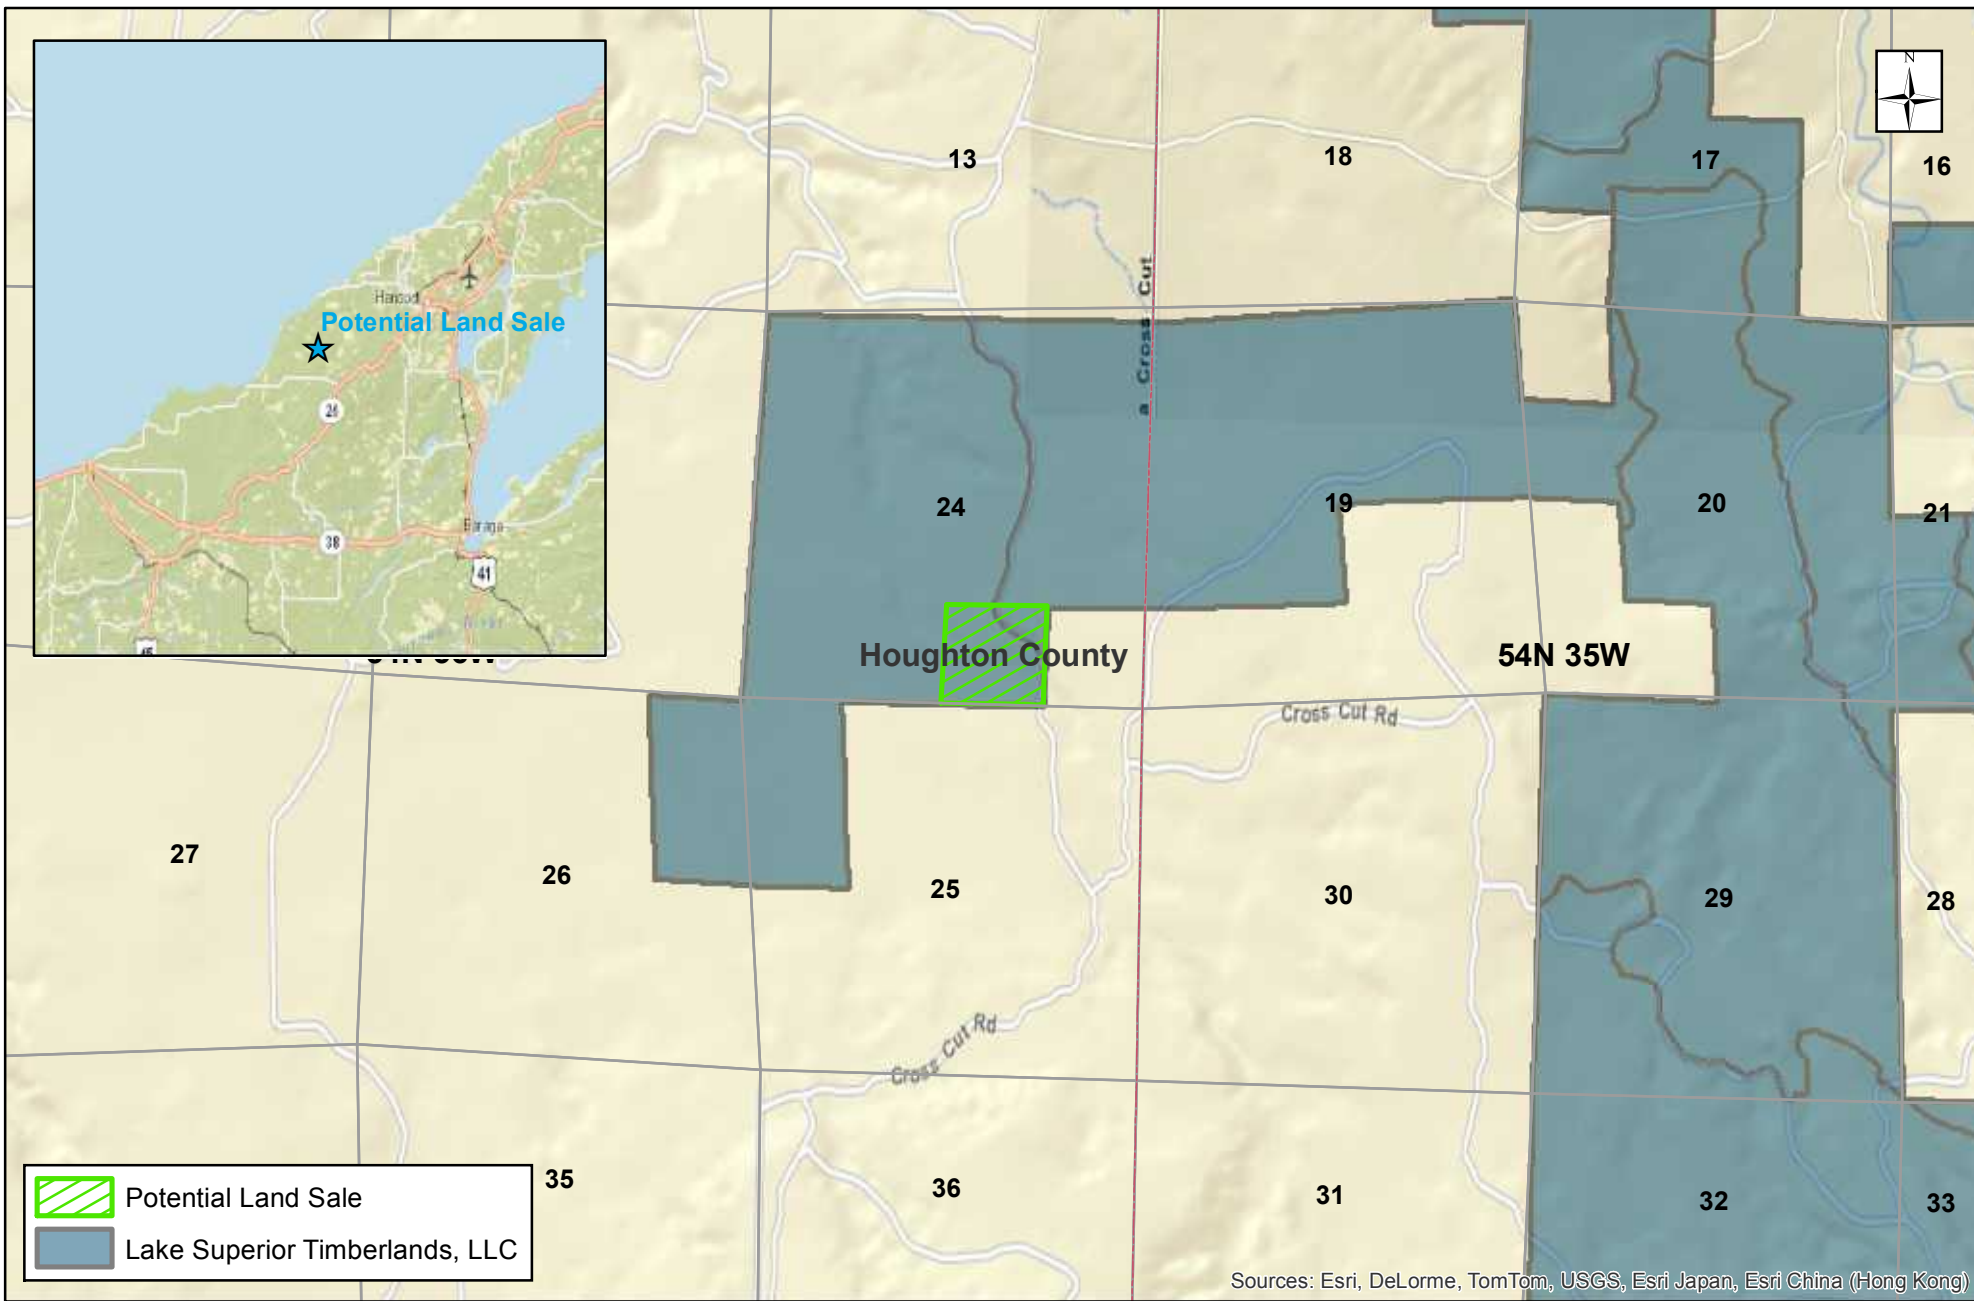 N
13
18
17
16
Hancock
Potential Land Sale
26
38
Baraga
41
45
a Cross Cut
24
19
20
21
Houghton County
54N 35W
Cross Cut Rd
27
26
25
30
29
28
Cross Cut Rd
35
36
31
32
33
Potential Land Sale
Lake Superior Timberlands, LLC
Sources: Esri, DeLorme, TomTom, USGS, Esri Japan, Esri China (Hong Kong)